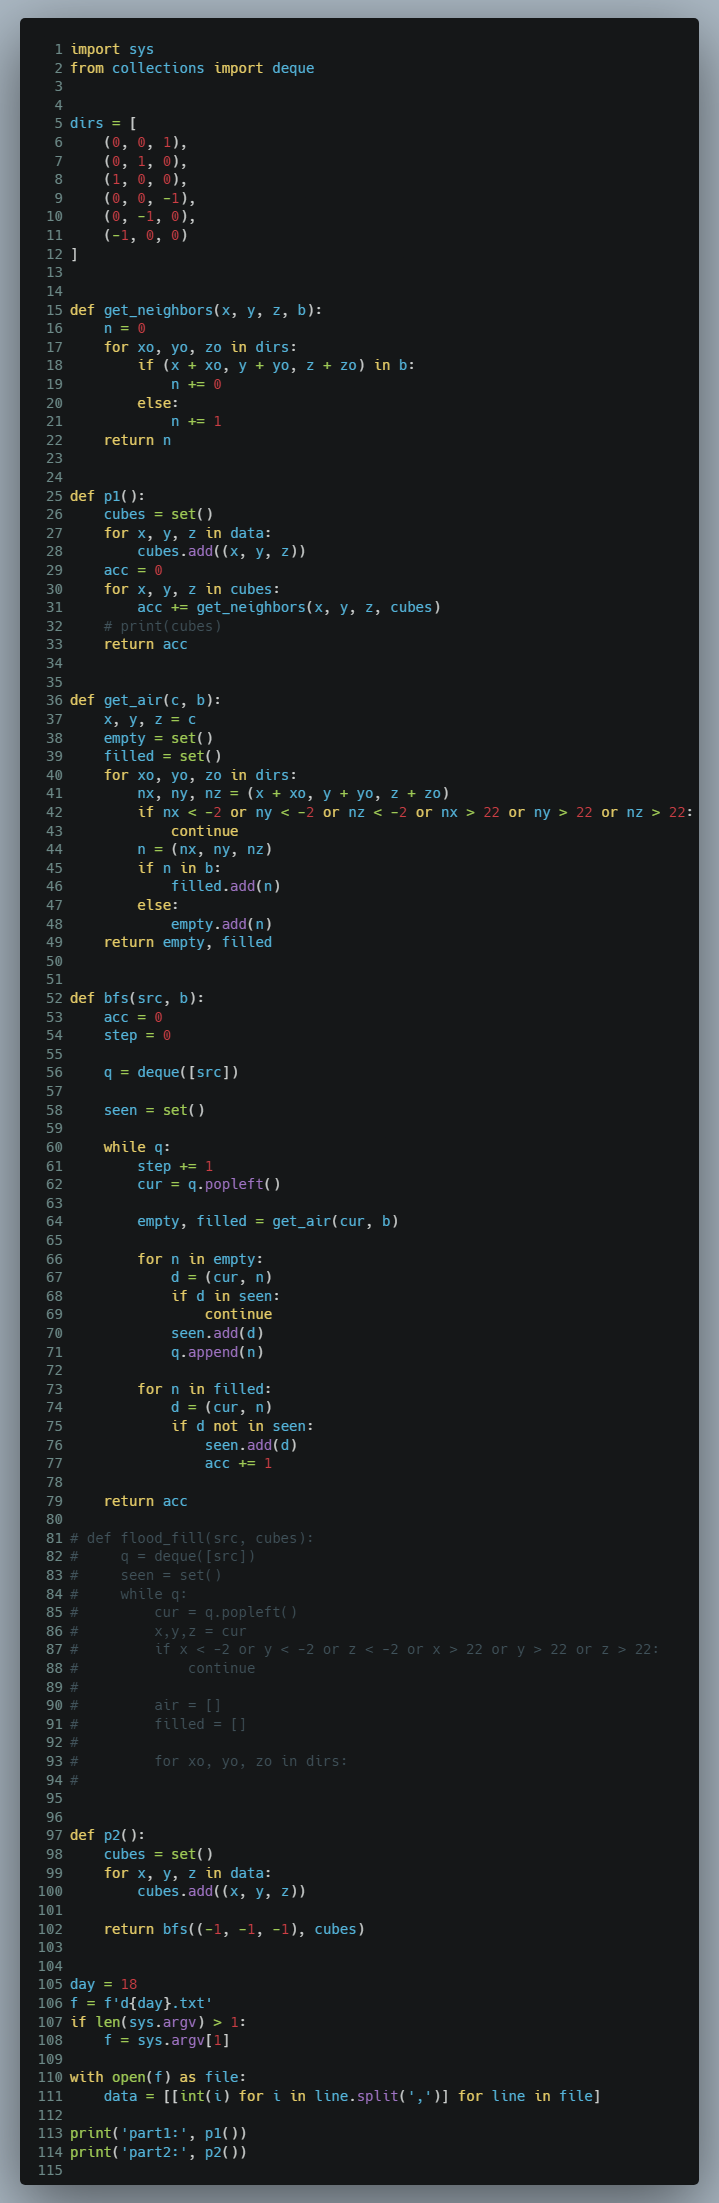 1 import sys
2 from collections import deque
3
4
5 dirs = [
6     (0, 0, 1),
7     (0, 1, 0),
8     (1, 0, 0),
9     (0, 0, -1),
10     (0, -1, 0),
11     (-1, 0, 0)
12 ]
13
14
15 def get_neighbors(x, y, z, b):
16     n = 0
17     for xo, yo, zo in dirs:
18         if (x + xo, y + yo, z + zo) in b:
19             n += 0
20         else:
21             n += 1
22     return n
23
24
25 def p1():
26     cubes = set()
27     for x, y, z in data:
28         cubes.add((x, y, z))
29     acc = 0
30     for x, y, z in cubes:
31         acc += get_neighbors(x, y, z, cubes)
32     # print(cubes)
33     return acc
34
35
36 def get_air(c, b):
37     x, y, z = c
38     empty = set()
39     filled = set()
40     for xo, yo, zo in dirs:
41         nx, ny, nz = (x + xo, y + yo, z + zo)
42         if nx < -2 or ny < -2 or nz < -2 or nx > 22 or ny > 22 or nz > 22:
43             continue
44         n = (nx, ny, nz)
45         if n in b:
46             filled.add(n)
47         else:
48             empty.add(n)
49     return empty, filled
50
51
52 def bfs(src, b):
53     acc = 0
54     step = 0
55
56     q = deque([src])
57
58     seen = set()
59
60     while q:
61         step += 1
62         cur = q.popleft()
63
64         empty, filled = get_air(cur, b)
65
66         for n in empty:
67             d = (cur, n)
68             if d in seen:
69                 continue
70             seen.add(d)
71             q.append(n)
72
73         for n in filled:
74             d = (cur, n)
75             if d not in seen:
76                 seen.add(d)
77                 acc += 1
78
79     return acc
80
81 # def flood_fill(src, cubes):
82 #     q = deque([src])
83 #     seen = set()
84 #     while q:
85 #         cur = q.popleft()
86 #         x,y,z = cur
87 #         if x < -2 or y < -2 or z < -2 or x > 22 or y > 22 or z > 22:
88 #             continue
89 #
90 #         air = []
91 #         filled = []
92 #
93 #         for xo, yo, zo in dirs:
94 #
95
96
97 def p2():
98     cubes = set()
99     for x, y, z in data:
100         cubes.add((x, y, z))
101
102     return bfs((-1, -1, -1), cubes)
103
104
105 day = 18
106 f = f'd{day}.txt'
107 if len(sys.argv) > 1:
108     f = sys.argv[1]
109
110 with open(f) as file:
111     data = [[int(i) for i in line.split(',')] for line in file]
112
113 print('part1:', p1())
114 print('part2:', p2())
115